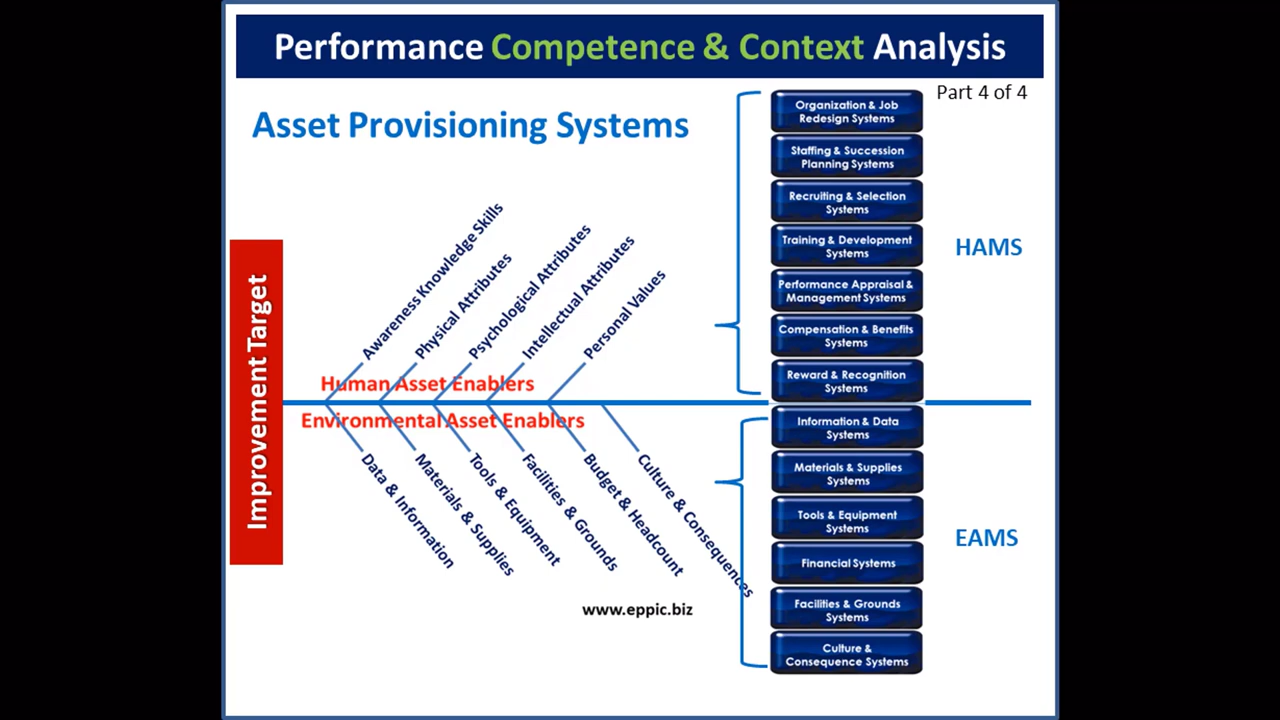 Performance Competence & Context Analysis
Part 4 of 4
Asset Provisioning Systems
Improvement Target
Awareness Knowledge Skills
Physical Attributes
Psychological Attributes
Intellectual Attributes
Personal Values
Human Asset Enablers
Environmental Asset Enablers
Data & Information
Materials & Supplies
Tools & Equipment
Facilities & Grounds
Budget & Headcount
Culture & Consequences
www.eppic.biz
Organization & Job
Redesign Systems
Staffing & Succession
Planning Systems
Recruiting & Selection
Systems
Training & Development
Systems
Performance Appraisal &
Management Systems
Compensation & Benefits
Systems
Reward & Recognition
Systems
HAMS
Information & Data
Systems
Materials & Supplies
Systems
Tools & Equipment
Systems
Financial Systems
Facilities & Grounds
Systems
Culture &
Consequence Systems
EAMS